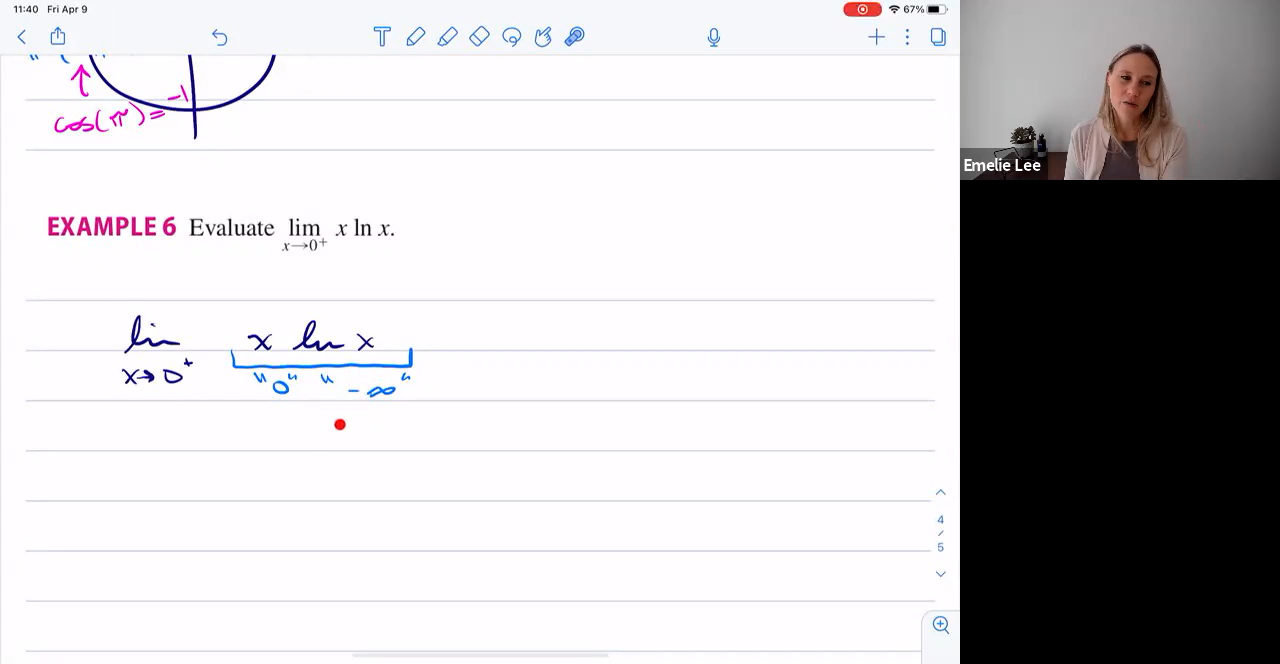 11:40 Fri Apr 9
67%
T
cos(π) = -1
EXAMPLE 6 Evaluate lim x→0⁺ x ln x.
lim x→0⁺ x ln x
"0" "-∞"
4
/
5
Emelie Lee